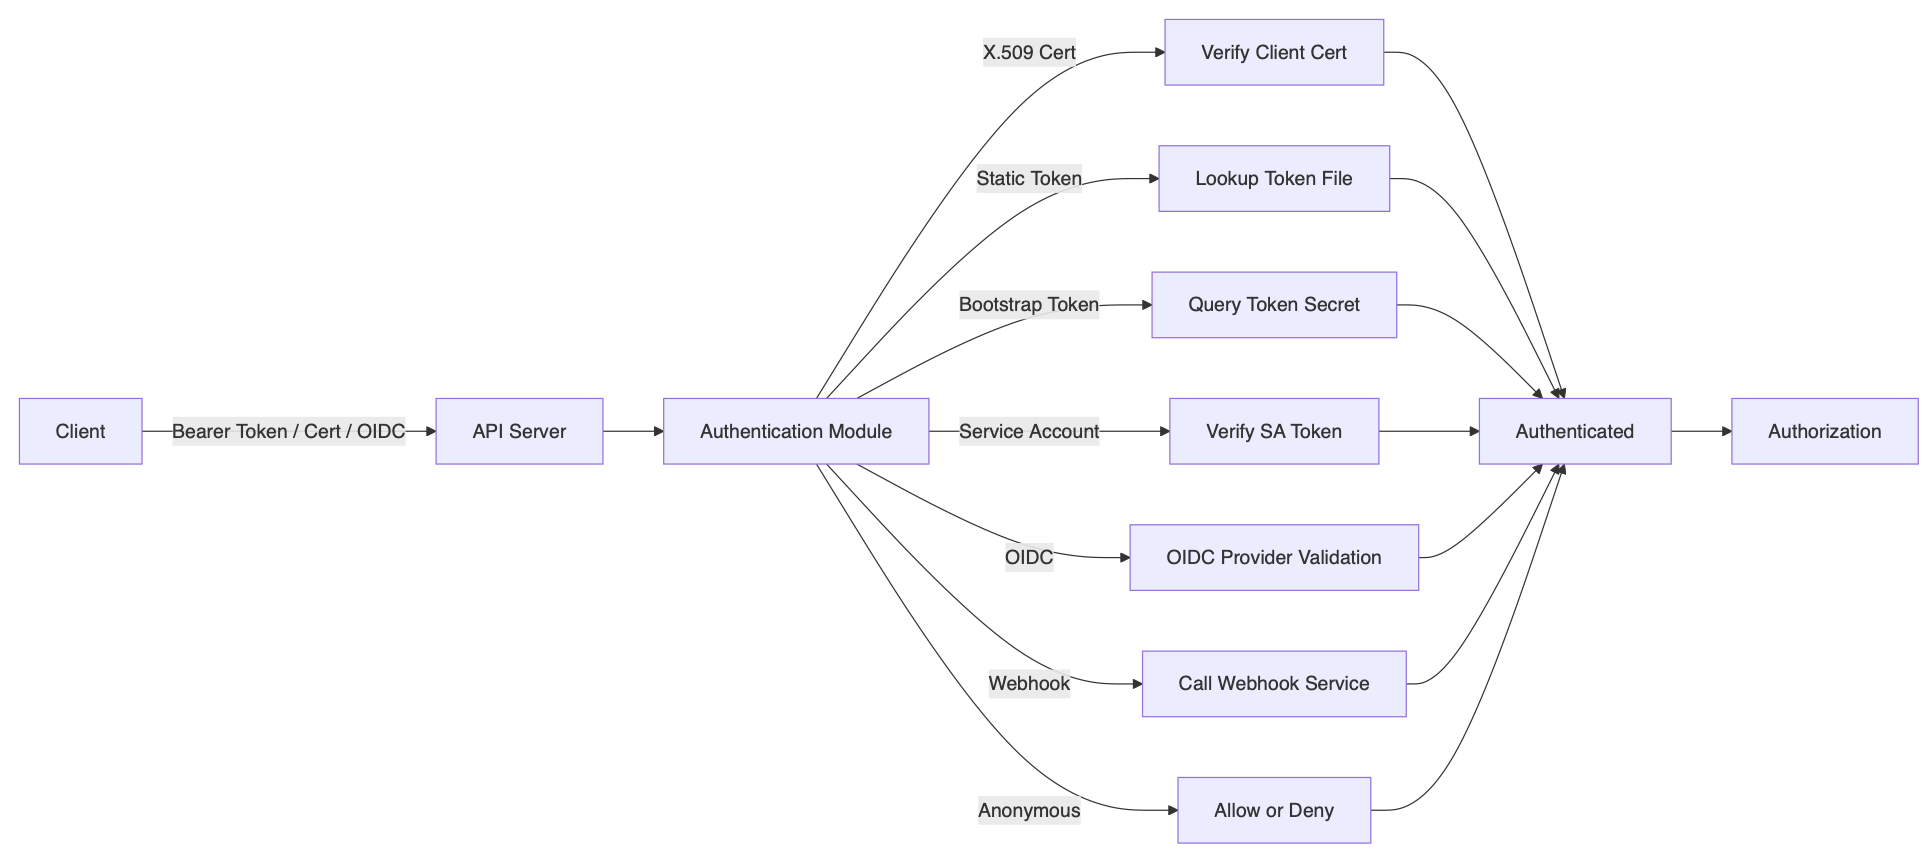 Client
Bearer Token / Cert / OIDC
API Server
Authentication Module
X.509 Cert
Verify Client Cert
Static Token
Lookup Token File
Bootstrap Token
Query Token Secret
Service Account
Verify SA Token
OIDC
OIDC Provider Validation
Webhook
Call Webhook Service
Anonymous
Allow or Deny
Authenticated
Authorization